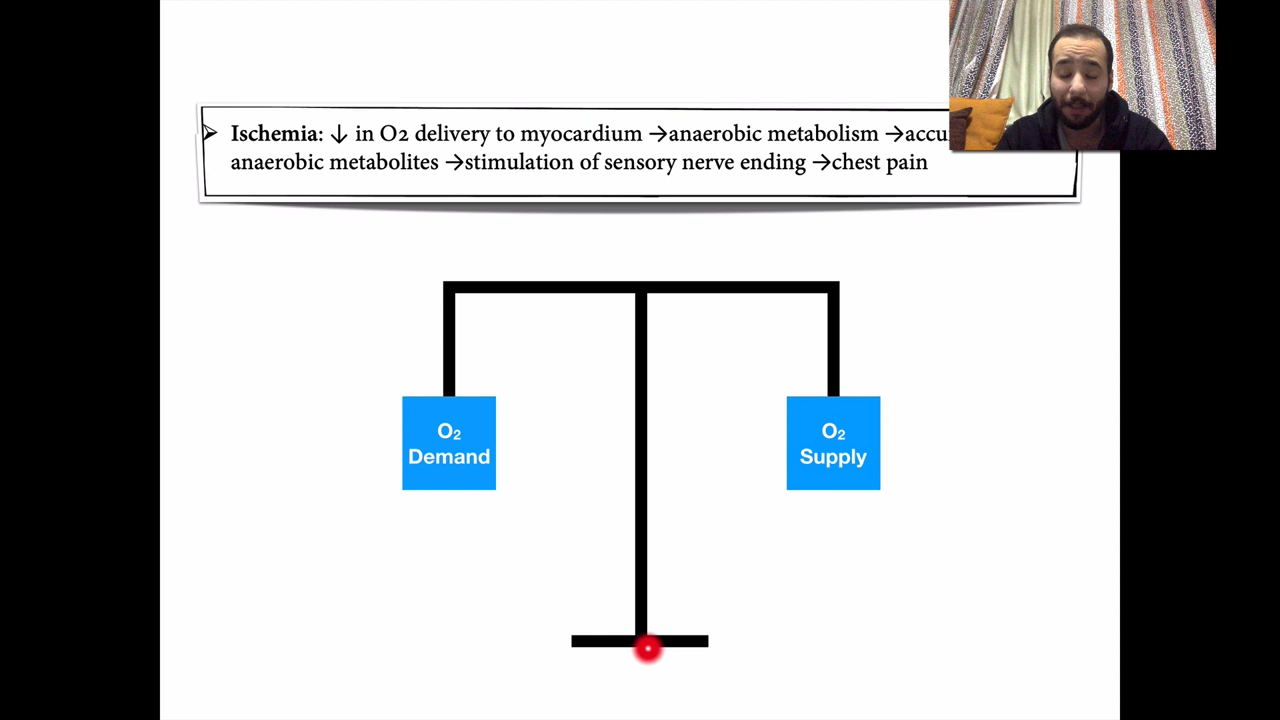 ➢ Ischemia: ↓ in O2 delivery to myocardium →anaerobic metabolism →
anaerobic metabolites →stimulation of sensory nerve ending →chest pain
O₂
Demand
O₂
Supply